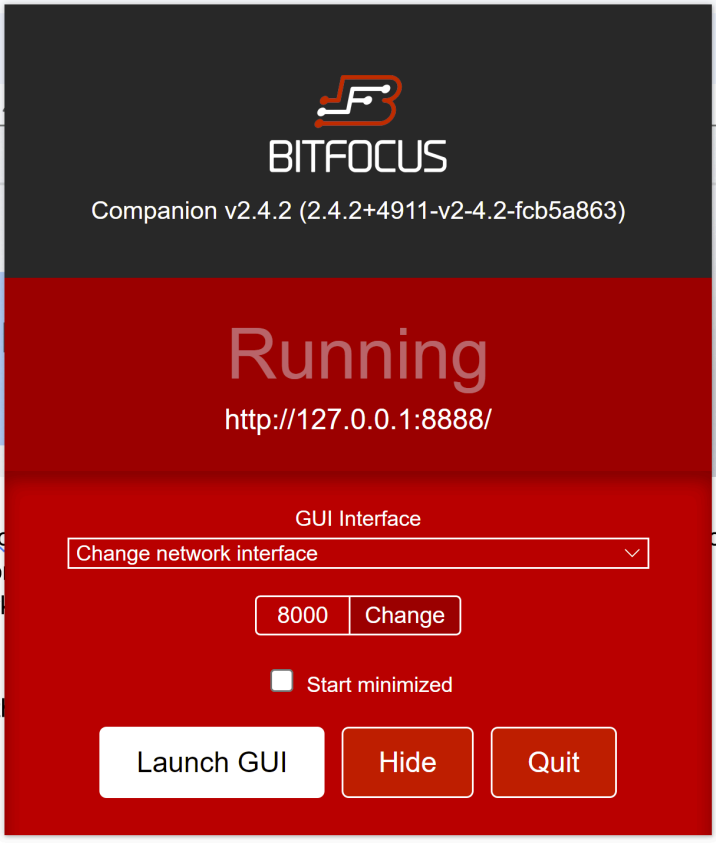 BITFOCUS
Companion v2.4.2 (2.4.2+4911-v2-4.2-fcb5a863)
Running
http://127.0.0.1:8888/
GUI Interface
Change network interface
8000 Change
Start minimized
Launch GUI Hide Quit